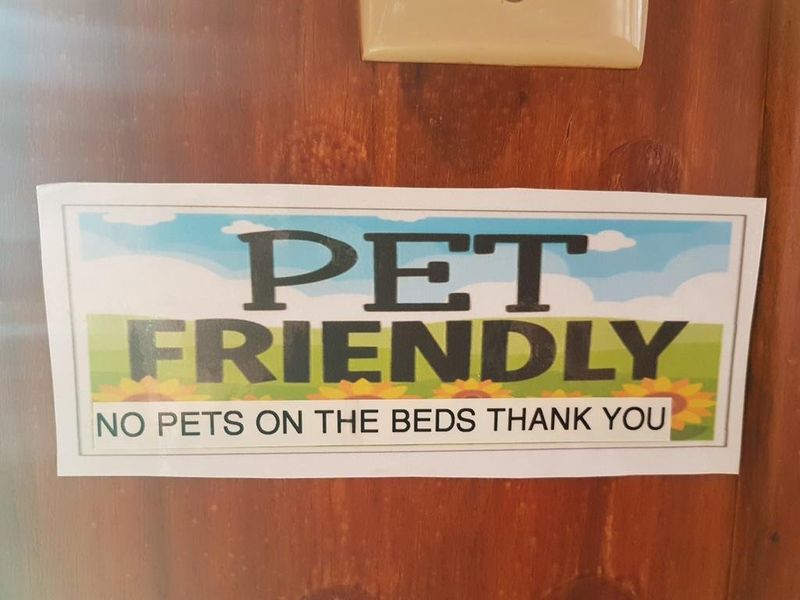 PET
FRIENDLY
NO PETS ON THE BEDS THANK YOU